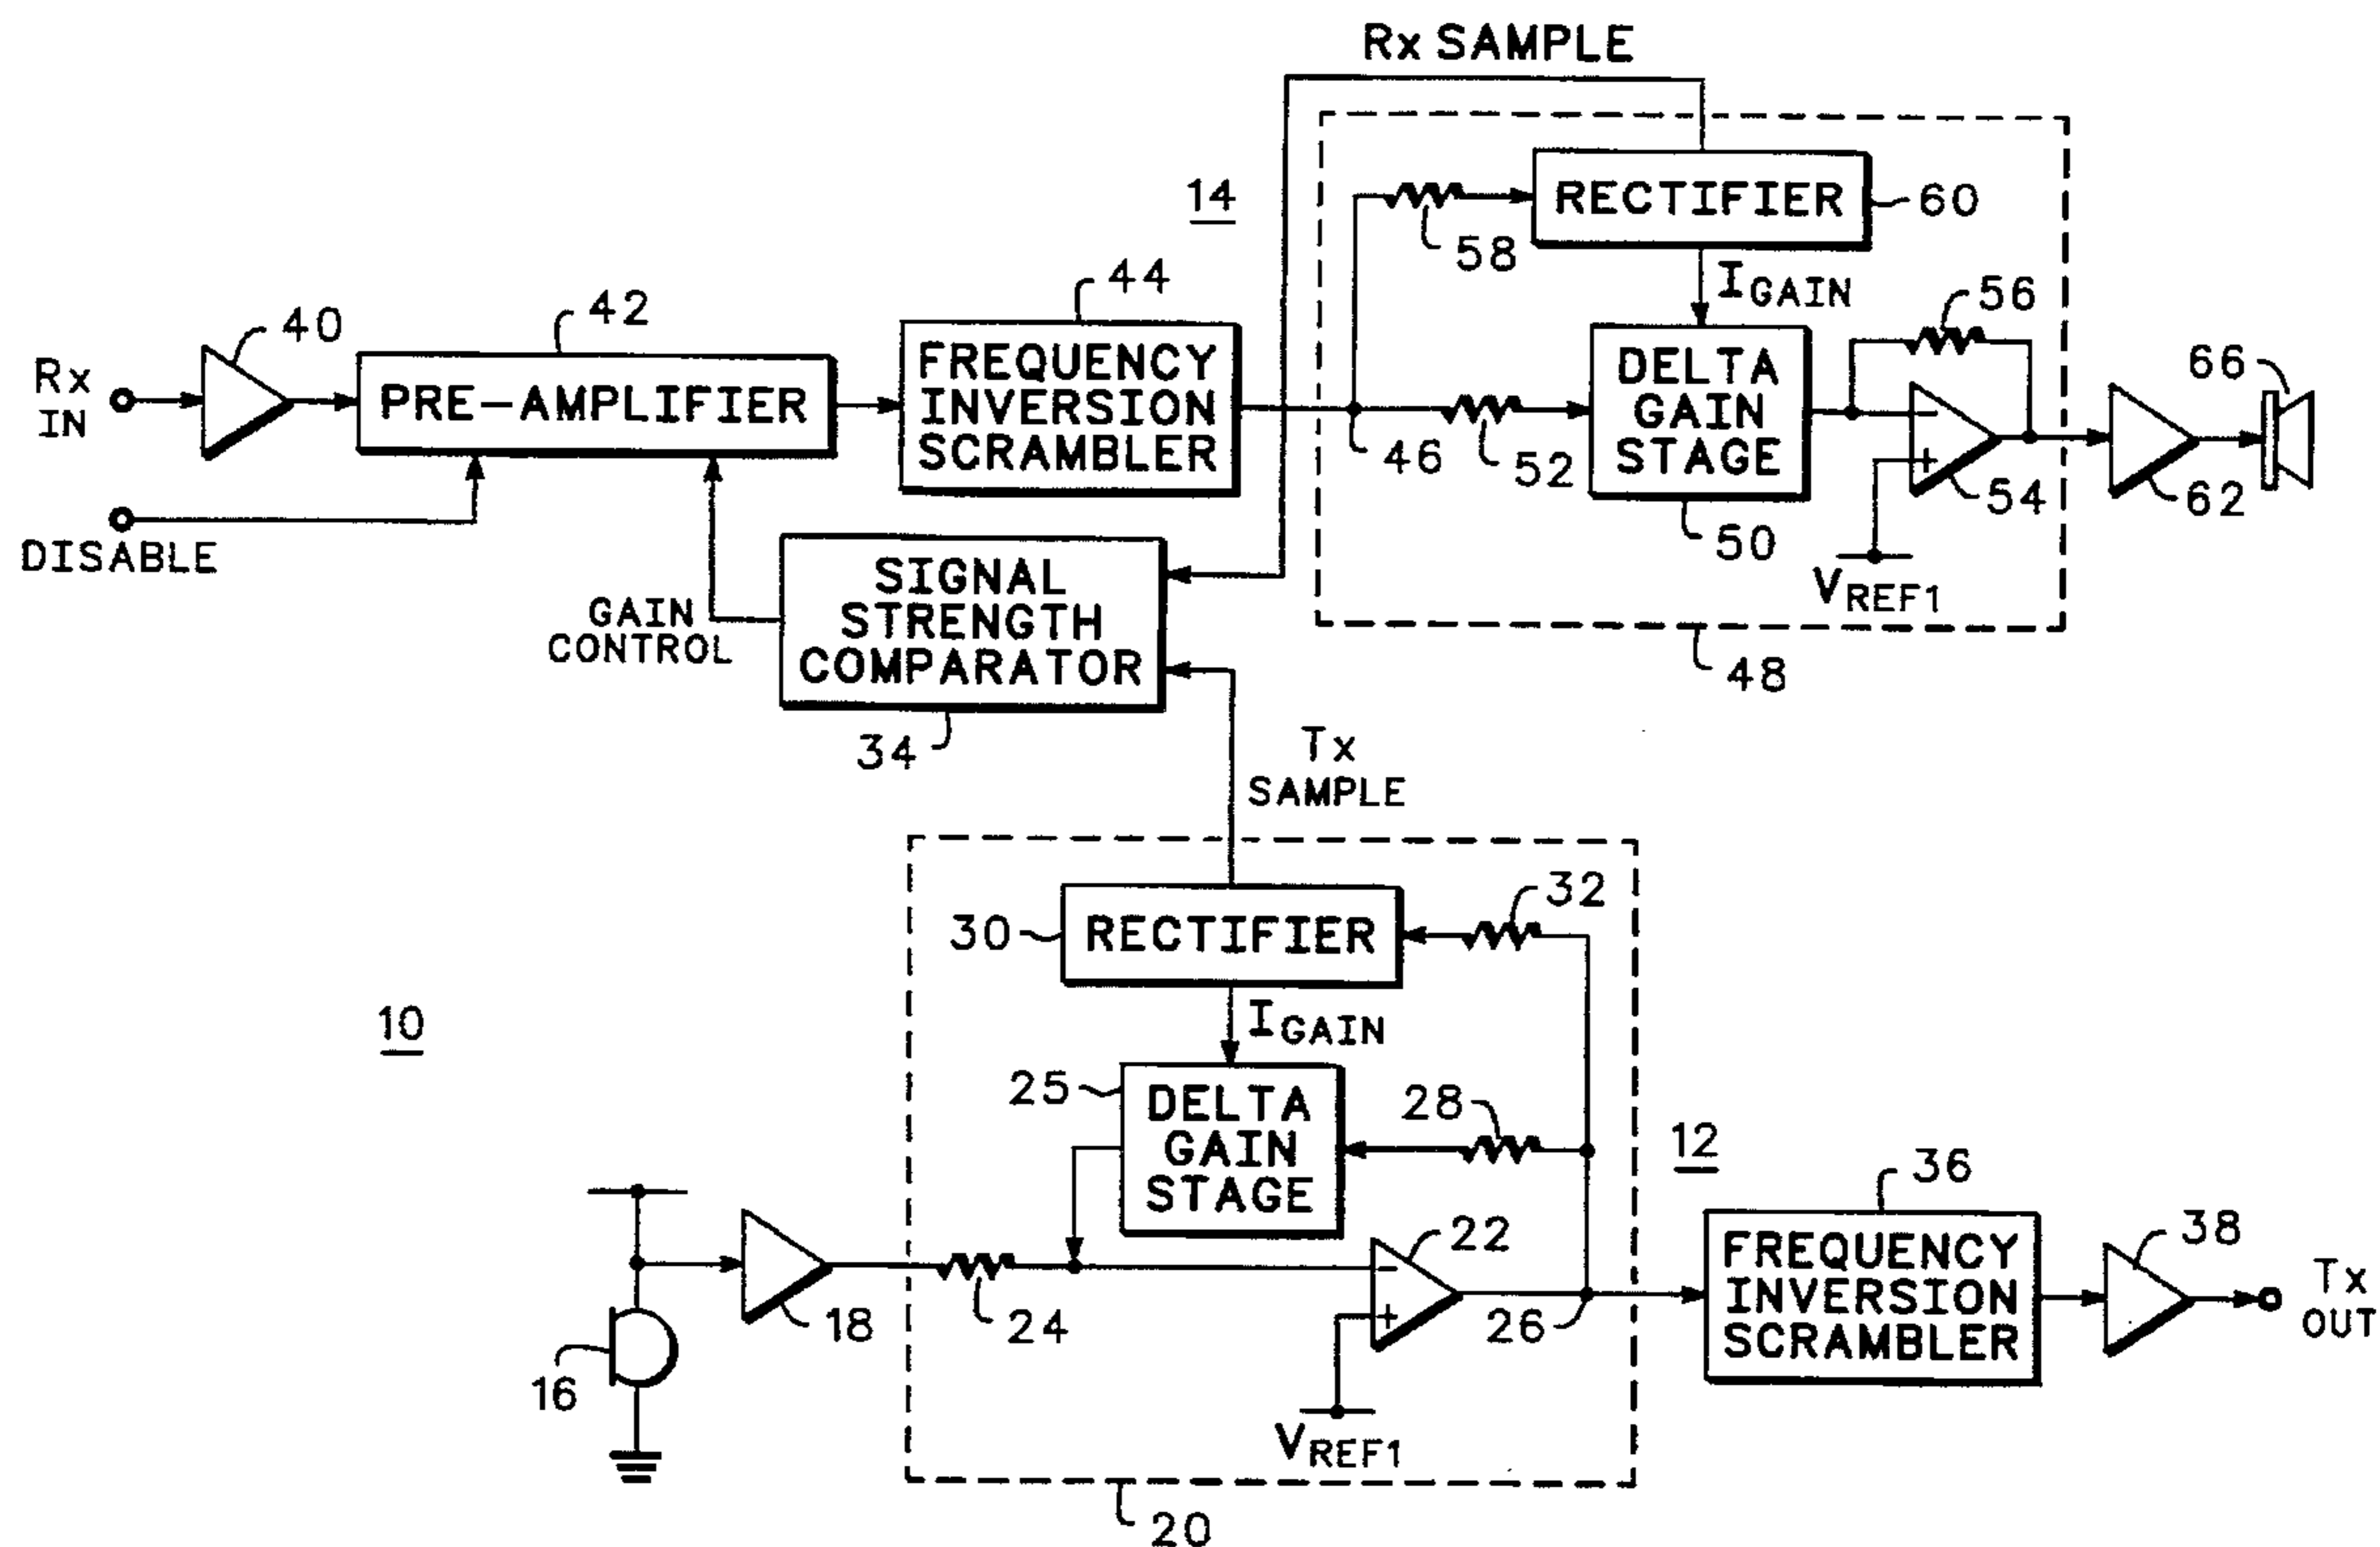 Rx SAMPLE
14
RECTIFIER
60
58
I GAIN
44
42
40
56
66
Rx
IN
PRE-AMPLIFIER
FREQUENCY
INVERSION
SCRAMBLER
46
52
DELTA
GAIN
STAGE
50
54
62
DISABLE
VREF1
48
GAIN
CONTROL
SIGNAL
STRENGTH
COMPARATOR
34
Tx
SAMPLE
32
30
RECTIFIER
10
I GAIN
25
DELTA
GAIN
STAGE
28
12
36
22
38
16
18
24
26
FREQUENCY
INVERSION
SCRAMBLER
Tx
OUT
VREF1
20
-
+
-
+